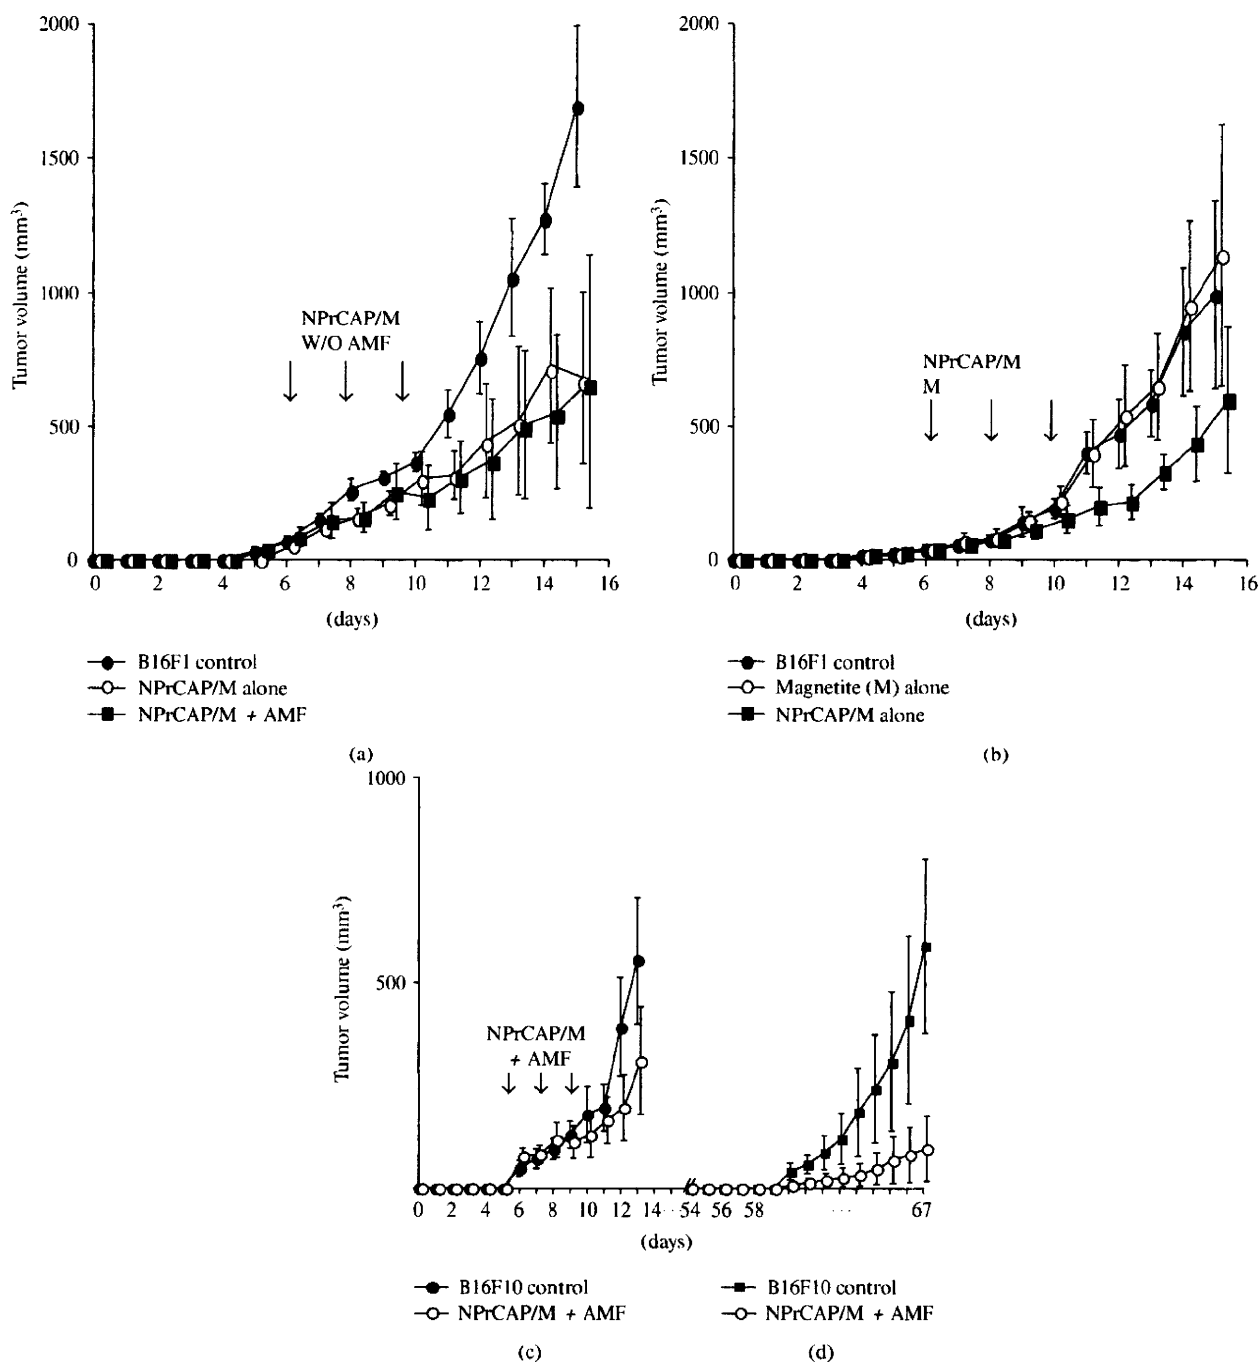 2000
1500
1000
500
0
Tumor volume (mm³)
NPrCAP/M
W/O AMF
0 2 4 6 8 10 12 14 16
(days)
B16F1 control
NPrCAP/M alone
NPrCAP/M + AMF
(a)
2000
1500
1000
500
0
Tumor volume (mm³)
NPrCAP/M
M
0 2 4 6 8 10 12 14 16
(days)
B16F1 control
Magnetite (M) alone
NPrCAP/M alone
(b)
1000
500
Tumor volume (mm³)
NPrCAP/M
+ AMF
0 2 4 6 8 10 12 14 ··· 54 56 58 ··· 67
(days)
B16F10 control
NPrCAP/M + AMF
(c)
B16F10 control
NPrCAP/M + AMF
(d)